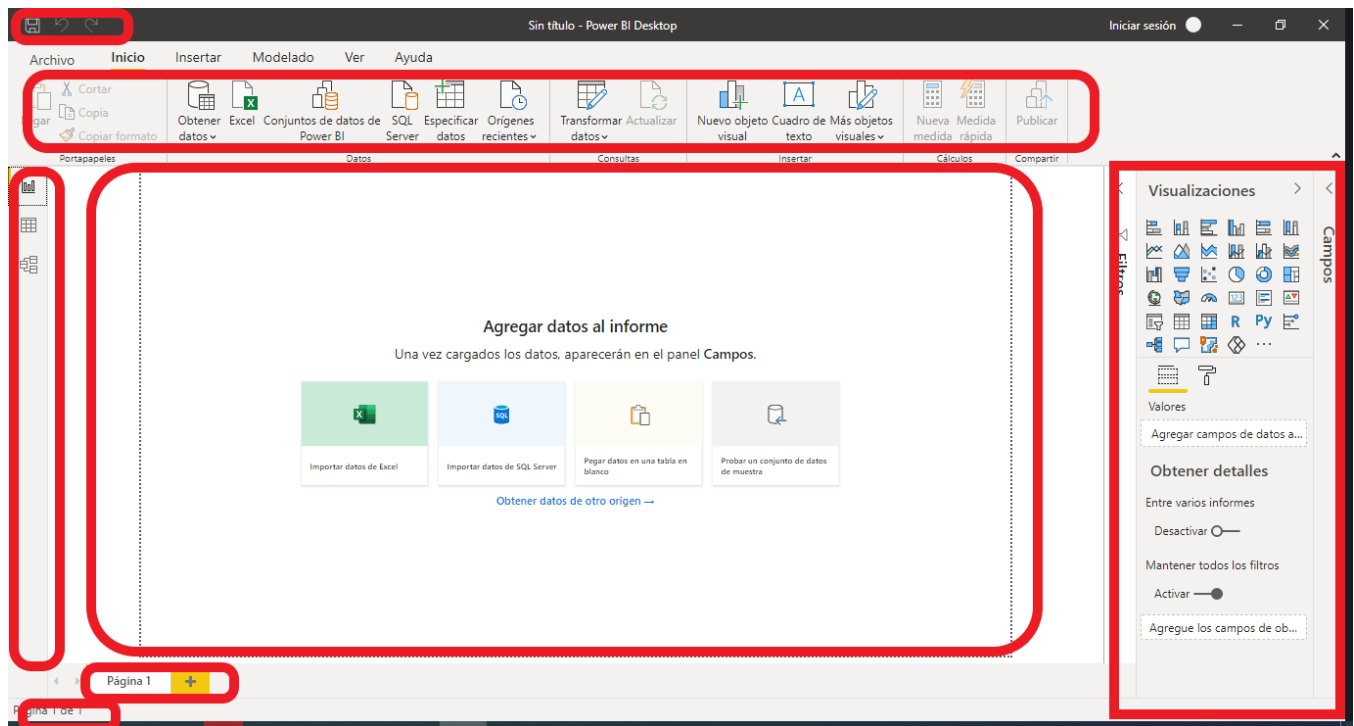 Sin título - Power BI Desktop
Iniciar sesión
Archivo Inicio Insertar Modelado Ver Ayuda
Cortar
Copia
Copiar formato
Portapapeles
Obtener datos
Excel
Conjuntos de datos de Power BI
SQL Server
Especificar datos
Orígenes recientes
Datos
Transformar datos
Actualizar
Consultas
Nuevo objeto visual
Cuadro de texto
Más objetos visuales
Insertar
Nueva medida
Medida rápida
Cálculos
Publicar
Compartir
Agregar datos al informe
Una vez cargados los datos, aparecerán en el panel Campos.
Importar datos de Excel
Importar datos de SQL Server
Pegar datos en una tabla en
blanco
Probar un conjunto de datos
de muestra
Obtener datos de otro origen →
Filtros
Visualizaciones
123
R
Py
Valores
Agregar campos de datos a...
Obtener detalles
Entre varios informes
Desactivar
Mantener todos los filtros
Activar
Agregue los campos de ob...
Campos
Página 1
Página 1 de 1